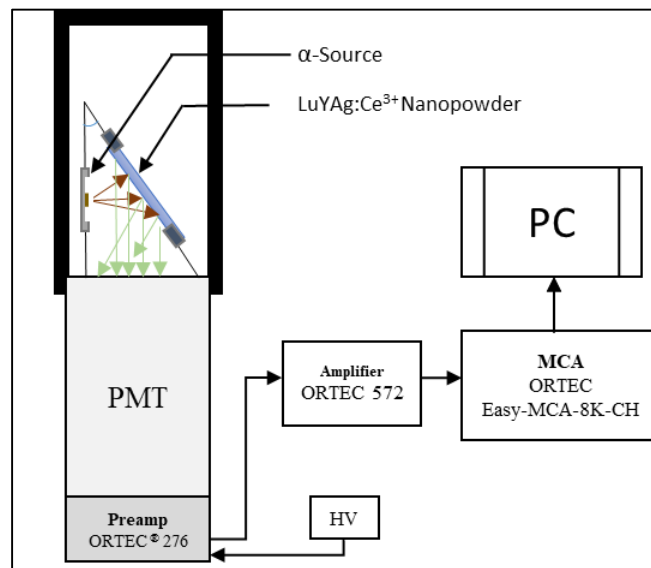 α-Source
LuYAg:Ce³⁺ Nanopowder
PC
PMT
Amplifier
ORTEC 572
MCA
ORTEC
Easy-MCA-8K-CH
Preamp
ORTEC® 276
HV